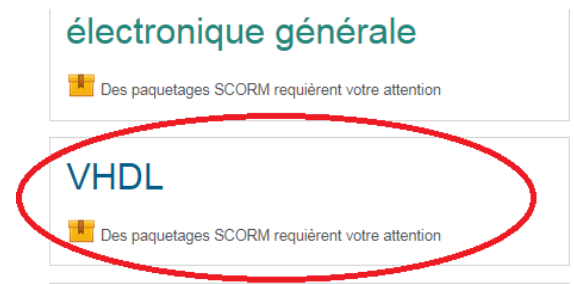 électronique générale
Des paquetages SCORM requièrent votre attention
VHDL
Des paquetages SCORM requièrent votre attention